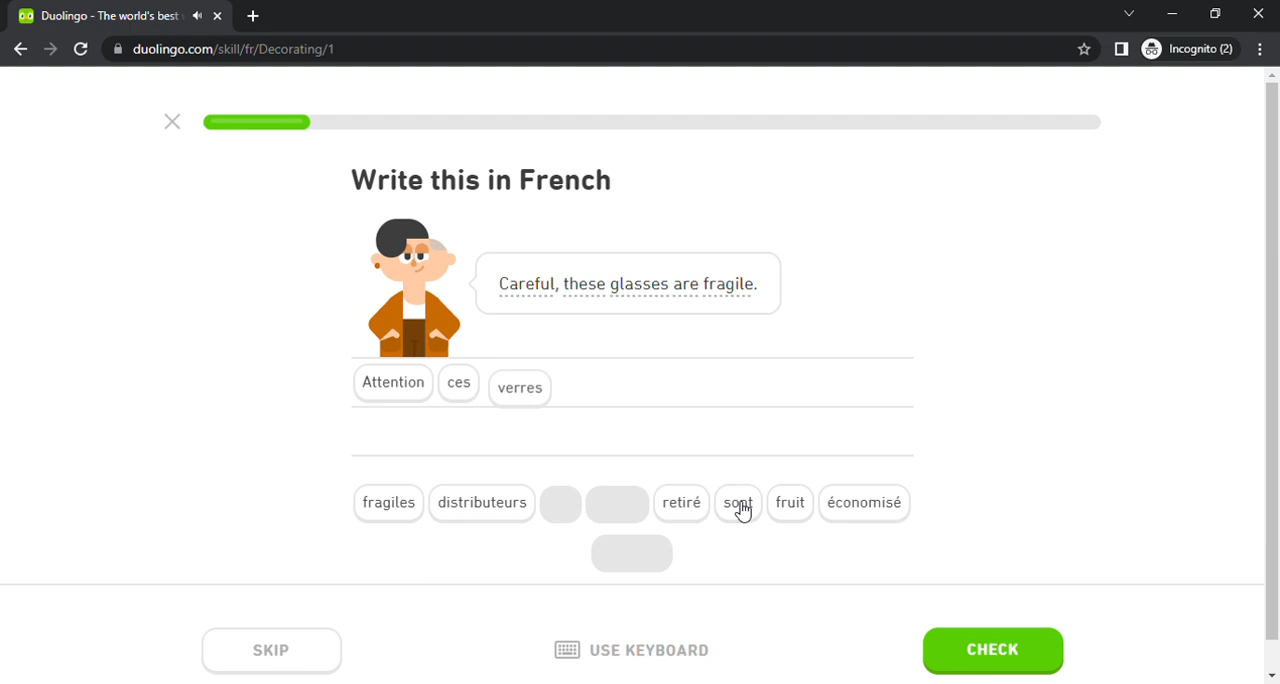 Duolingo - The world's best
duolingo.com/skill/fr/Decorating/1
Incognito (2)
Write this in French
Careful, these glasses are fragile.
Attention ces verres
fragiles distributeurs retiré sont fruit économisé
SKIP USE KEYBOARD CHECK